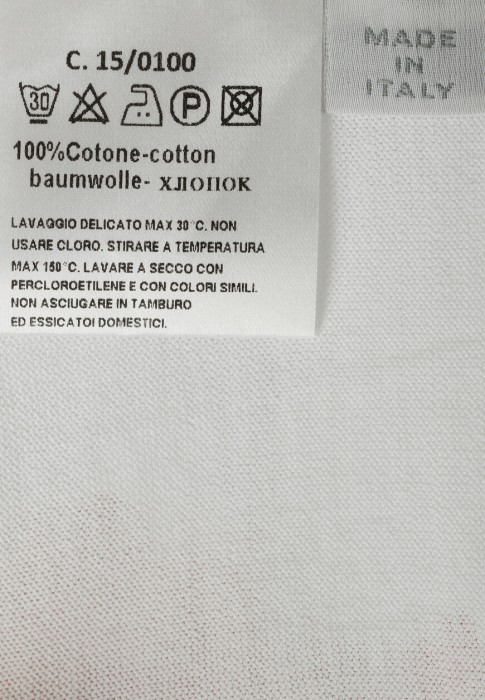 C. 15/0100
MADE
IN
ITALY
30 P
100%Cotone-cotton
baumwolle- хлопок
LAVAGGIO DELICATO MAX 30°C. NON
USARE CLORO. STIRARE A TEMPERATURA
MAX 150°C. LAVARE A SECCO CON
PERCLOROETILENE E CON COLORI SIMILI.
NON ASCIUGARE IN TAMBURO
ED ESSICATOI DOMESTICI.